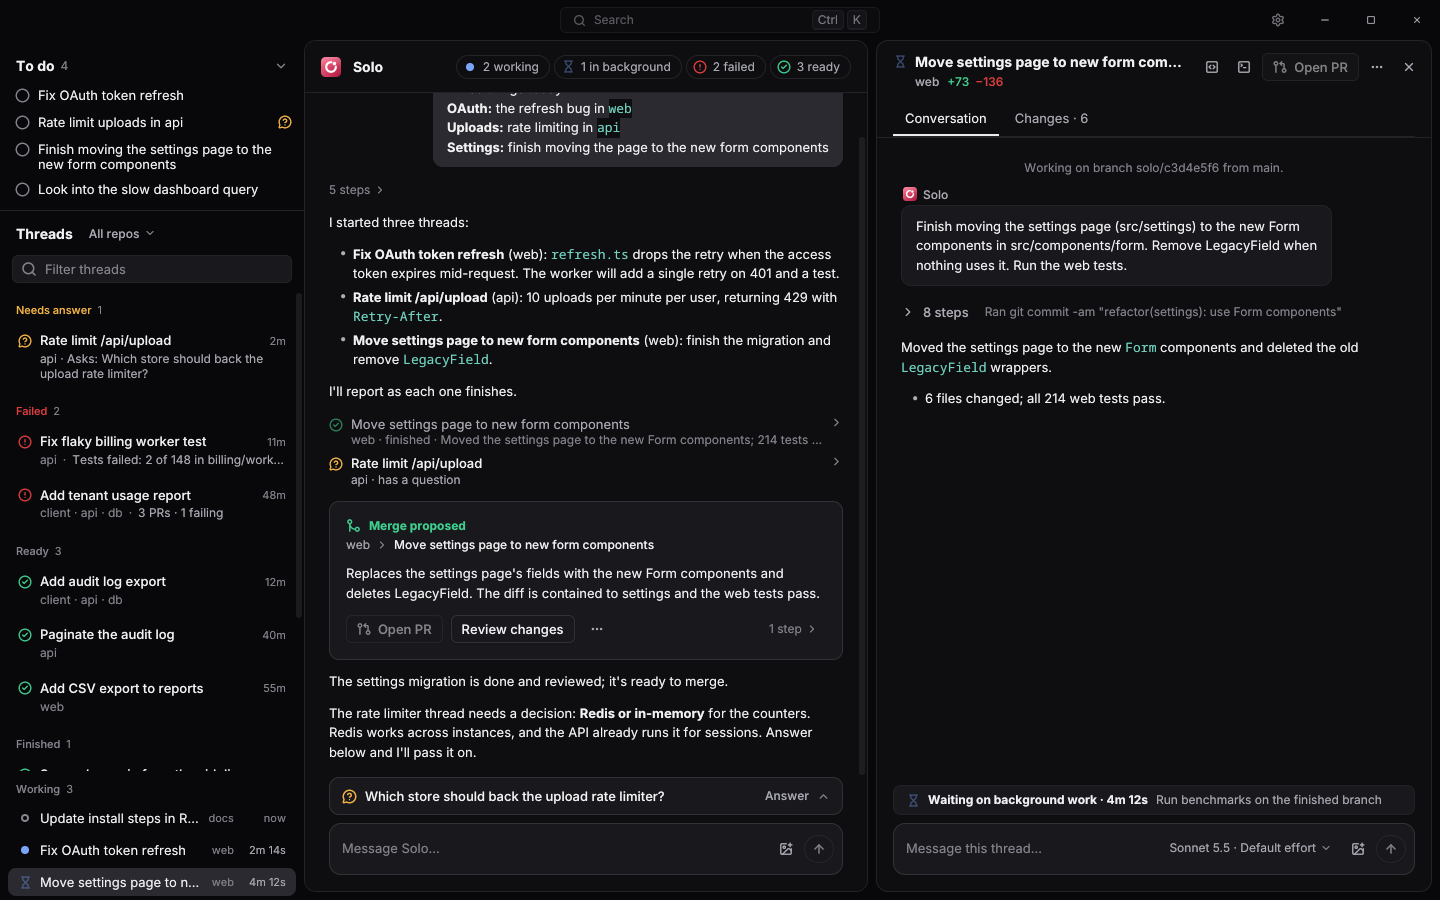 Search Ctrl K
To do 4
Fix OAuth token refresh
Rate limit uploads in api
Finish moving the settings page to the
new form components
Look into the slow dashboard query
Threads All repos
Filter threads
Needs answer 1
Rate limit /api/upload 2m
api · Asks: Which store should back the
upload rate limiter?
Failed 2
Fix flaky billing worker test 11m
api · Tests failed: 2 of 148 in billing/work...
Add tenant usage report 48m
client · api · db · 3 PRs · 1 failing
Ready 3
Add audit log export 12m
client · api · db
Paginate the audit log 40m
api
Add CSV export to reports 55m
web
Finished 1
Working 3
Update install steps in R... docs now
Fix OAuth token refresh web 2m 14s
Move settings page to n... web 4m 12s
Solo 2 working 1 in background 2 failed 3 ready
OAuth: the refresh bug in web
Uploads: rate limiting in api
Settings: finish moving the page to the new form components
5 steps
I started three threads:
• Fix OAuth token refresh (web): refresh.ts drops the retry when the access
token expires mid-request. The worker will add a single retry on 401 and a test.
• Rate limit /api/upload (api): 10 uploads per minute per user, returning 429 with
Retry-After.
• Move settings page to new form components (web): finish the migration and
remove LegacyField.
I'll report as each one finishes.
Move settings page to new form components
web · finished · Moved the settings page to the new Form components; 214 tests ...
Rate limit /api/upload
api · has a question
Merge proposed
web > Move settings page to new form components
Replaces the settings page's fields with the new Form components and
deletes LegacyField. The diff is contained to settings and the web tests pass.
Open PR Review changes ··· 1 step
The settings migration is done and reviewed; it's ready to merge.
The rate limiter thread needs a decision: Redis or in-memory for the counters.
Redis works across instances, and the API already runs it for sessions. Answer
below and I'll pass it on.
Which store should back the upload rate limiter? Answer
Message Solo...
Move settings page to new form com...
web +73 −136
Open PR
Conversation Changes · 6
Working on branch solo/c3d4e5f6 from main.
Solo
Finish moving the settings page (src/settings) to the new Form
components in src/components/form. Remove LegacyField when
nothing uses it. Run the web tests.
8 steps Ran git commit -am "refactor(settings): use Form components"
Moved the settings page to the new Form components and deleted the old
LegacyField wrappers.
• 6 files changed; all 214 web tests pass.
Waiting on background work · 4m 12s Run benchmarks on the finished branch
Message this thread... Sonnet 5.5 · Default effort